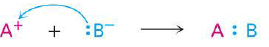 A⁺ + :B⁻ ⟶ A : B